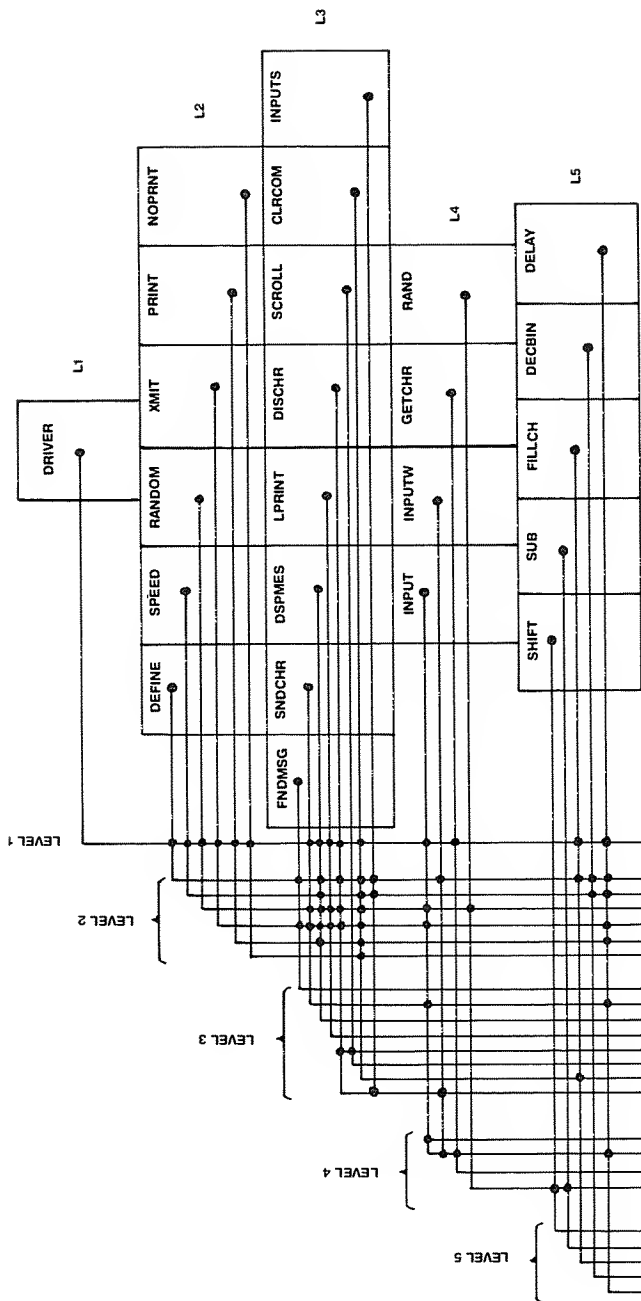 L1
DRIVER
L2
DEFINE
SPEED
RANDOM
XMIT
PRINT
NOPRNT
L3
FNDMSG
SNDCHR
DSPMES
LPRINT
DISCHR
SCROLL
CLRCOM
INPUTS
L4
INPUT
INPUTW
GETCHR
RAND
L5
SHIFT
SUB
FILLCH
DECBIN
DELAY
LEVEL 1
LEVEL 2
LEVEL 3
LEVEL 4
LEVEL 5